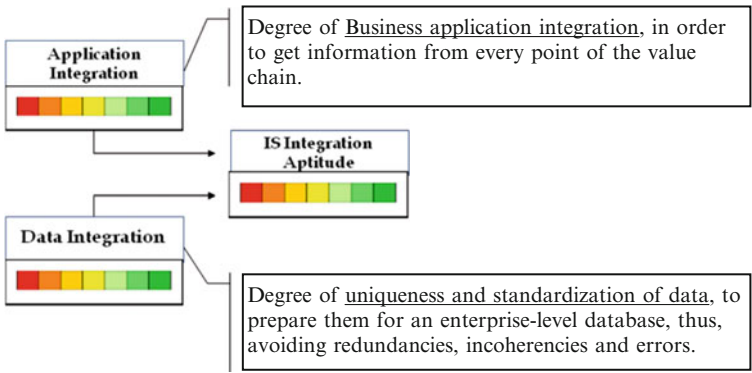 Application
Integration
Degree of Business application integration, in order
to get information from every point of the value
chain.
IS Integration
Aptitude
Data Integration
Degree of uniqueness and standardization of data, to
prepare them for an enterprise-level database, thus,
avoiding redundancies, incoherencies and errors.